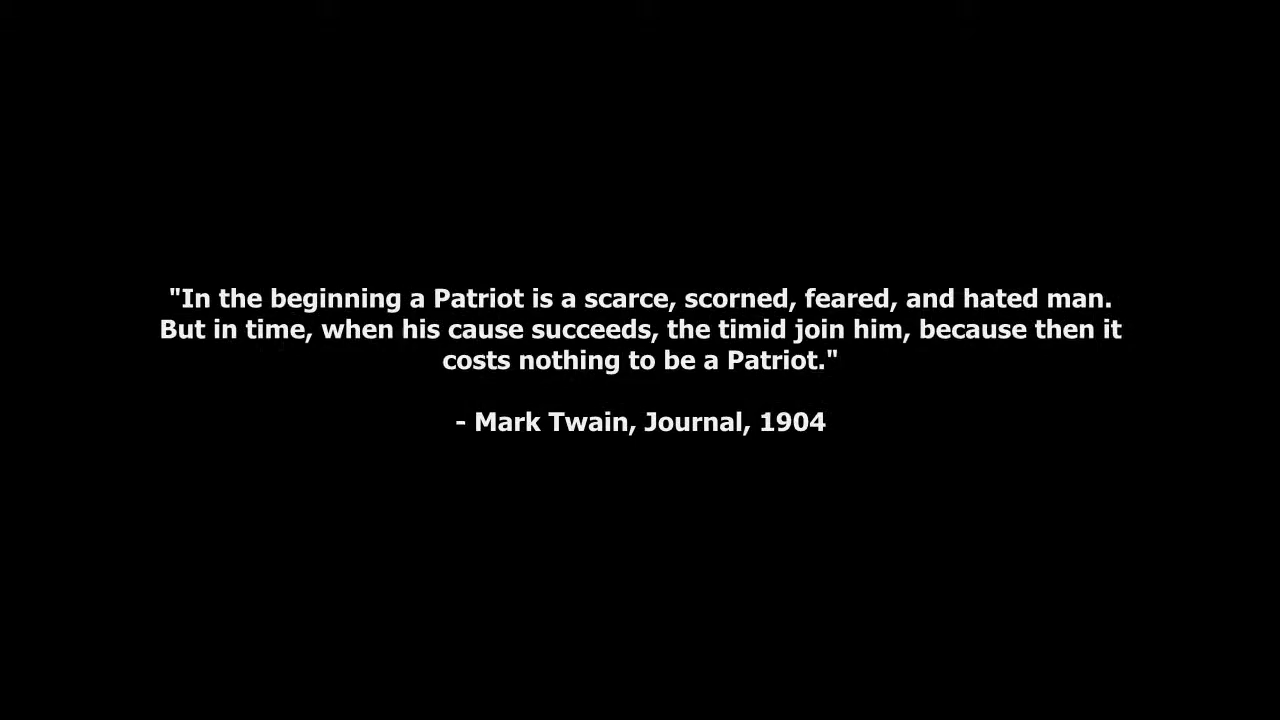 "In the beginning a Patriot is a scarce, scorned, feared, and hated man.
But in time, when his cause succeeds, the timid join him, because then it
costs nothing to be a Patriot."
- Mark Twain, Journal, 1904